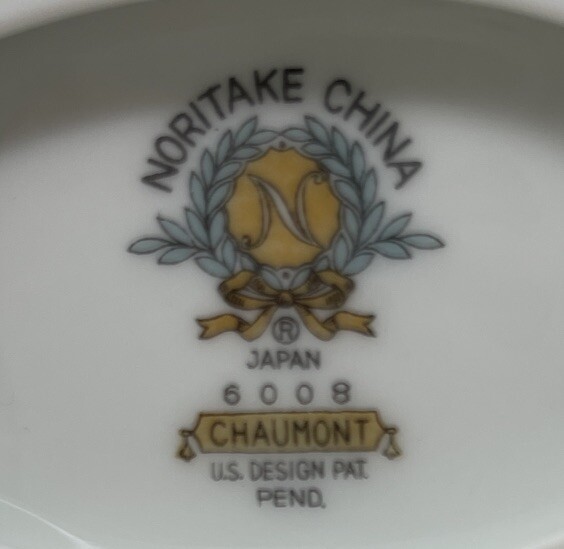 NORITAKE CHINA
N
®
JAPAN
6008
CHAUMONT
U.S. DESIGN PAT.
PEND.